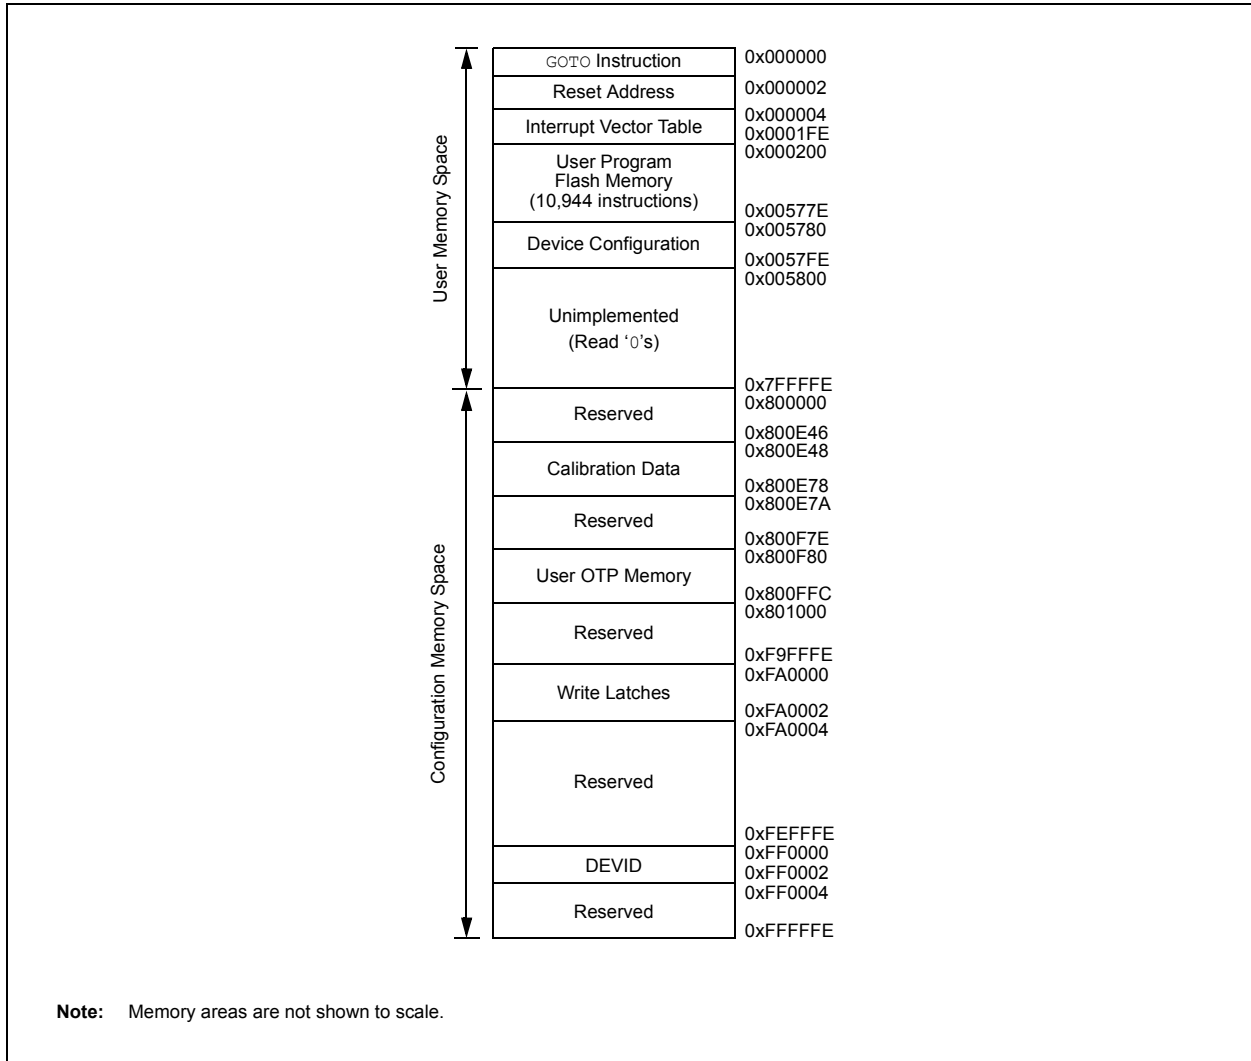 GOTO Instruction
0x000000
Reset Address
0x000002
0x000004
Interrupt Vector Table
0x0001FE
0x000200
User Program
Flash Memory
(10,944 instructions)
0x00577E
0x005780
Device Configuration
0x0057FE
0x005800
User Memory Space
Unimplemented
(Read ‘0’s)
0x7FFFFE
0x800000
Reserved
0x800E46
0x800E48
Calibration Data
0x800E78
0x800E7A
Reserved
0x800F7E
0x800F80
User OTP Memory
0x800FFC
0x801000
Reserved
0xF9FFFE
0xFA0000
Write Latches
0xFA0002
0xFA0004
Configuration Memory Space
Reserved
0xFEFFFE
0xFF0000
DEVID
0xFF0002
0xFF0004
Reserved
0xFFFFFE
Note: Memory areas are not shown to scale.